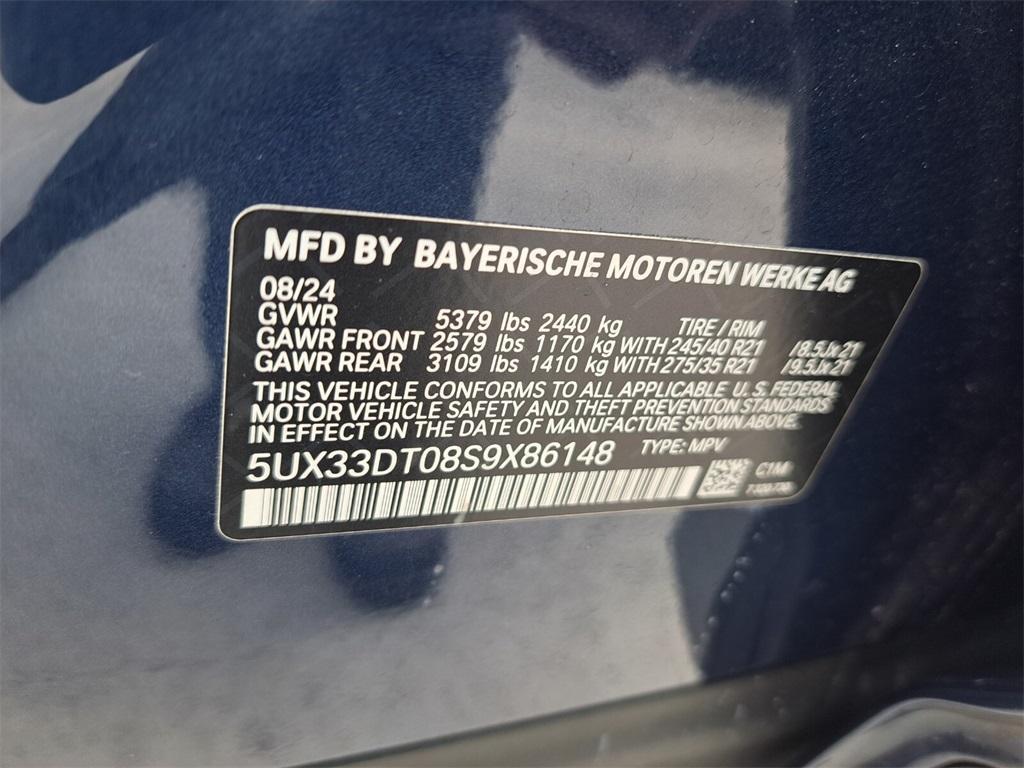 MFD BY BAYERISCHE MOTOREN WERKE AG
08/24
GVWR 5379 lbs 2440 kg TIRE / RIM
GAWR FRONT 2579 lbs 1170 kg WITH 245/40 R21 /8.5Jx21
GAWR REAR 3109 lbs 1410 kg WITH 275/35 R21 /9.5Jx21
THIS VEHICLE CONFORMS TO ALL APPLICABLE U.S. FEDERAL
MOTOR VEHICLE SAFETY AND THEFT PREVENTION STANDARDS
IN EFFECT ON THE DATE OF MANUFACTURE SHOWN ABOVE.
5UX33DT08S9X86148 TYPE: MPV
C1M